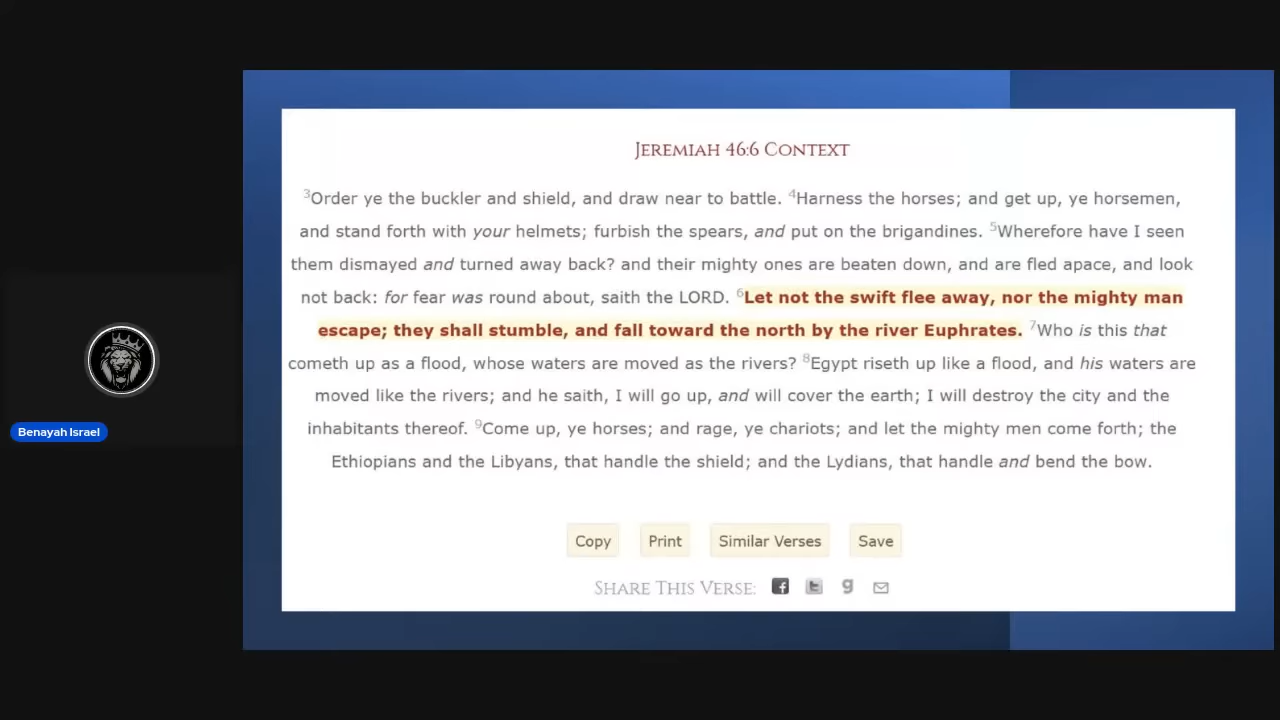 JEREMIAH 46:6 CONTEXT
3Order ye the buckler and shield, and draw near to battle. 4Harness the horses; and get up, ye horsemen,
and stand forth with your helmets; furbish the spears, and put on the brigandines. 5Wherefore have I seen
them dismayed and turned away back? and their mighty ones are beaten down, and are fled apace, and look
not back: for fear was round about, saith the LORD. 6Let not the swift flee away, nor the mighty man
escape; they shall stumble, and fall toward the north by the river Euphrates. 7Who is this that
cometh up as a flood, whose waters are moved as the rivers? 8Egypt riseth up like a flood, and his waters are
moved like the rivers; and he saith, I will go up, and will cover the earth; I will destroy the city and the
inhabitants thereof. 9Come up, ye horses; and rage, ye chariots; and let the mighty men come forth; the
Ethiopians and the Libyans, that handle the shield; and the Lydians, that handle and bend the bow.
Copy Print Similar Verses Save
SHARE THIS VERSE: f t g
Benayah Israel